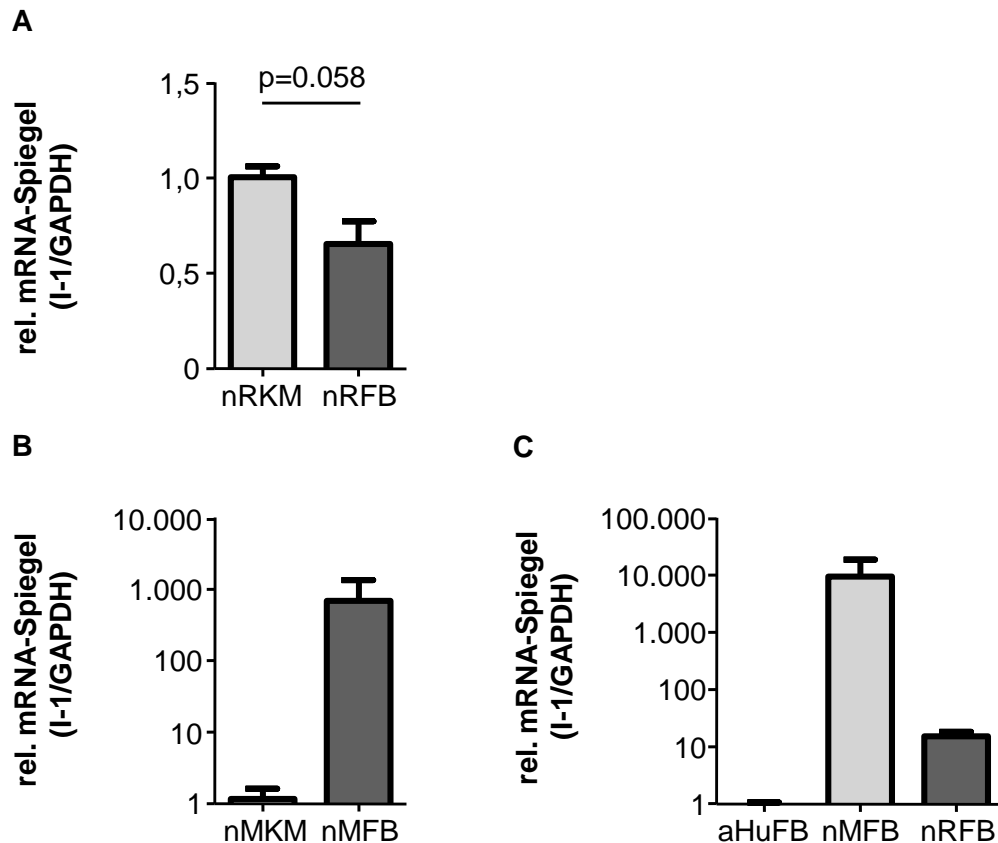 A
p=0.058
rel. mRNA-Spiegel
(I-1/GAPDH)
1,5
1,0
0,5
0
nRKM nRFB
B
rel. mRNA-Spiegel
(I-1/GAPDH)
10.000
1.000
100
10
1
nMKM nMFB
C
rel. mRNA-Spiegel
(I-1/GAPDH)
100.000
10.000
1.000
100
10
1
aHuFB nMFB nRFB